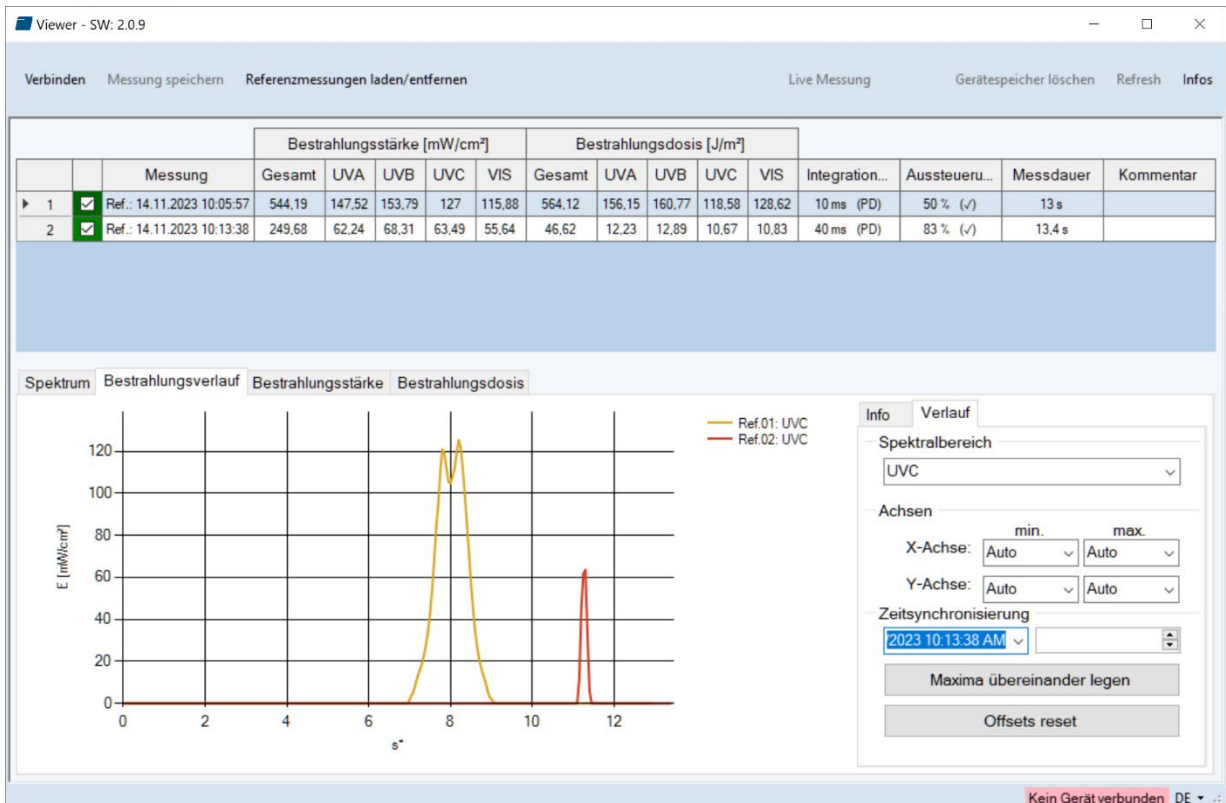 Viewer - SW: 2.0.9
Verbinden Messung speichern Referenzmessungen laden/entfernen Live Messung Gerätespeicher löschen Refresh Infos
Bestrahlungsstärke [mW/cm²] Bestrahlungsdosis [J/m²]
Messung Gesamt UVA UVB UVC VIS Gesamt UVA UVB UVC VIS Integration... Aussteueru... Messdauer Kommentar
1 Ref.: 14.11.2023 10:05:57 544,19 147,52 153,79 127 115,88 564,12 156,15 160,77 118,58 128,62 10 ms (PD) 50 % (✓) 13 s
2 Ref.: 14.11.2023 10:13:38 249,68 62,24 68,31 63,49 55,64 46,62 12,23 12,89 10,67 10,83 40 ms (PD) 83 % (✓) 13,4 s
Spektrum Bestrahlungsverlauf Bestrahlungsstärke Bestrahlungsdosis
E [mW/cm²]
120
100
80
60
40
20
0
0 2 4 6 8 10 12
s*
Ref.01: UVC
Ref.02: UVC
Info Verlauf
Spektralbereich
UVC
Achsen
min. max.
X-Achse: Auto Auto
Y-Achse: Auto Auto
Zeitsynchronisierung
/2023 10:13:38 AM
Maxima übereinander legen
Offsets reset
Kein Gerät verbunden DE